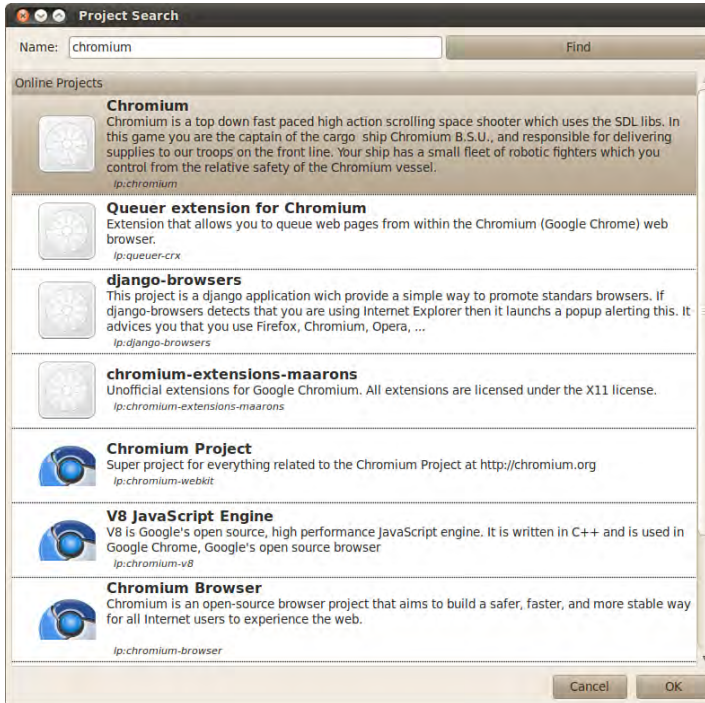 Project Search
Name: chromium Find
Online Projects
Chromium
Chromium is a top down fast paced high action scrolling space shooter which uses the SDL libs. In
this game you are the captain of the cargo ship Chromium B.S.U., and responsible for delivering
supplies to our troops on the front line. Your ship has a small fleet of robotic fighters which you
control from the relative safety of the Chromium vessel.
lp:chromium
Queuer extension for Chromium
Extension that allows you to queue web pages from within the Chromium (Google Chrome) web
browser.
lp:queuer-crx
django-browsers
This project is a django application wich provide a simple way to promote standars browsers. If
django-browsers detects that you are using Internet Explorer then it launchs a popup alerting this. It
advices you that you use Firefox, Chromium, Opera, ...
lp:django-browsers
chromium-extensions-maarons
Unofficial extensions for Google Chromium. All extensions are licensed under the X11 license.
lp:chromium-extensions-maarons
Chromium Project
Super project for everything related to the Chromium Project at http://chromium.org
lp:chromium-webkit
V8 JavaScript Engine
V8 is Google's open source, high performance JavaScript engine. It is written in C++ and is used in
Google Chrome, Google's open source browser
lp:chromium-v8
Chromium Browser
Chromium is an open-source browser project that aims to build a safer, faster, and more stable way
for all Internet users to experience the web.
lp:chromium-browser
Cancel OK